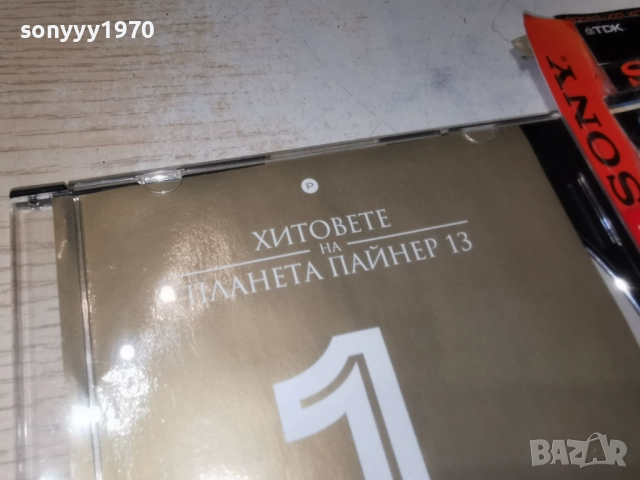 sonyyy1970
©TDK
SONY
P
ХИТОВЕТЕ
НА
ПЛАНЕТА ПАЙНЕР 13
1
BAZAR